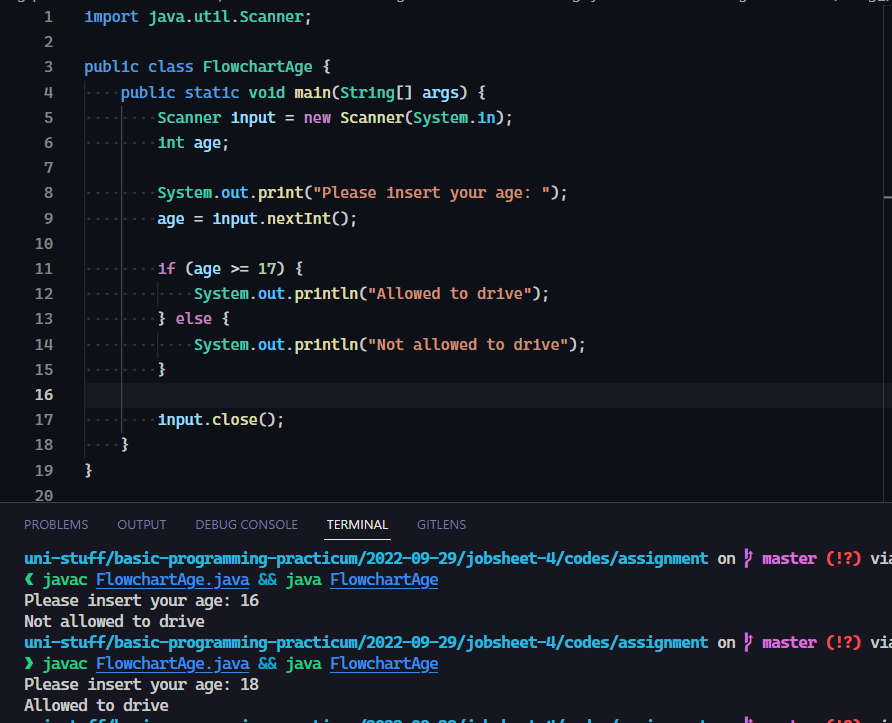 1 import java.util.Scanner;
2
3 public class FlowchartAge {
4 public static void main(String[] args) {
5 Scanner input = new Scanner(System.in);
6 int age;
7
8 System.out.print("Please insert your age: ");
9 age = input.nextInt();
10
11 if (age >= 17) {
12 System.out.println("Allowed to drive");
13 } else {
14 System.out.println("Not allowed to drive");
15 }
16
17 input.close();
18 }
19 }
20
PROBLEMS OUTPUT DEBUG CONSOLE TERMINAL GITLENS
uni-stuff/basic-programming-practicum/2022-09-29/jobsheet-4/codes/assignment on master (!?) via
❮ javac FlowchartAge.java && java FlowchartAge
Please insert your age: 16
Not allowed to drive
uni-stuff/basic-programming-practicum/2022-09-29/jobsheet-4/codes/assignment on master (!?) via
❯ javac FlowchartAge.java && java FlowchartAge
Please insert your age: 18
Allowed to drive